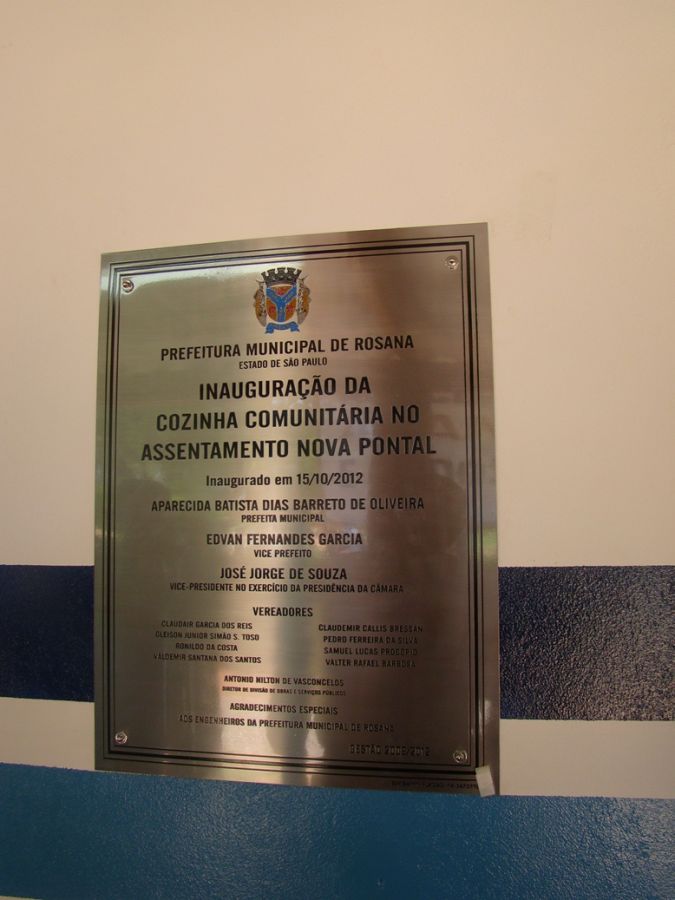 PREFEITURA MUNICIPAL DE ROSANA
ESTADO DE SÃO PAULO
INAUGURAÇÃO DA
COZINHA COMUNITÁRIA NO
ASSENTAMENTO NOVA PONTAL
Inaugurado em 15/10/2012
APARECIDA BATISTA DIAS BARRETO DE OLIVEIRA
PREFEITA MUNICIPAL
EDVAN FERNANDES GARCIA
VICE PREFEITO
JOSÉ JORGE DE SOUZA
VICE-PRESIDENTE NO EXERCÍCIO DA PRESIDÊNCIA DA CÂMARA
VEREADORES
CLAUDAIR GARCIA DOS REIS
GLEISON JUNIOR SIMÃO S. TOSO
RONILDO DA COSTA
VALDEMIR SANTANA DOS SANTOS
CLAUDEMIR CALLIS BRESSAN
PEDRO FERREIRA DA SILVA
SAMUEL LUCAS PROCÓPIO
VALTER RAFAEL BARBOSA
ANTONIO NILTON DE VASCONCELOS
DIRETOR DE DIVISÃO DE OBRAS E SERVIÇOS PÚBLICOS
AGRADECIMENTOS ESPECIAIS
AOS ENGENHEIROS DA PREFEITURA MUNICIPAL DE ROSANA
GESTÃO 2009/2012